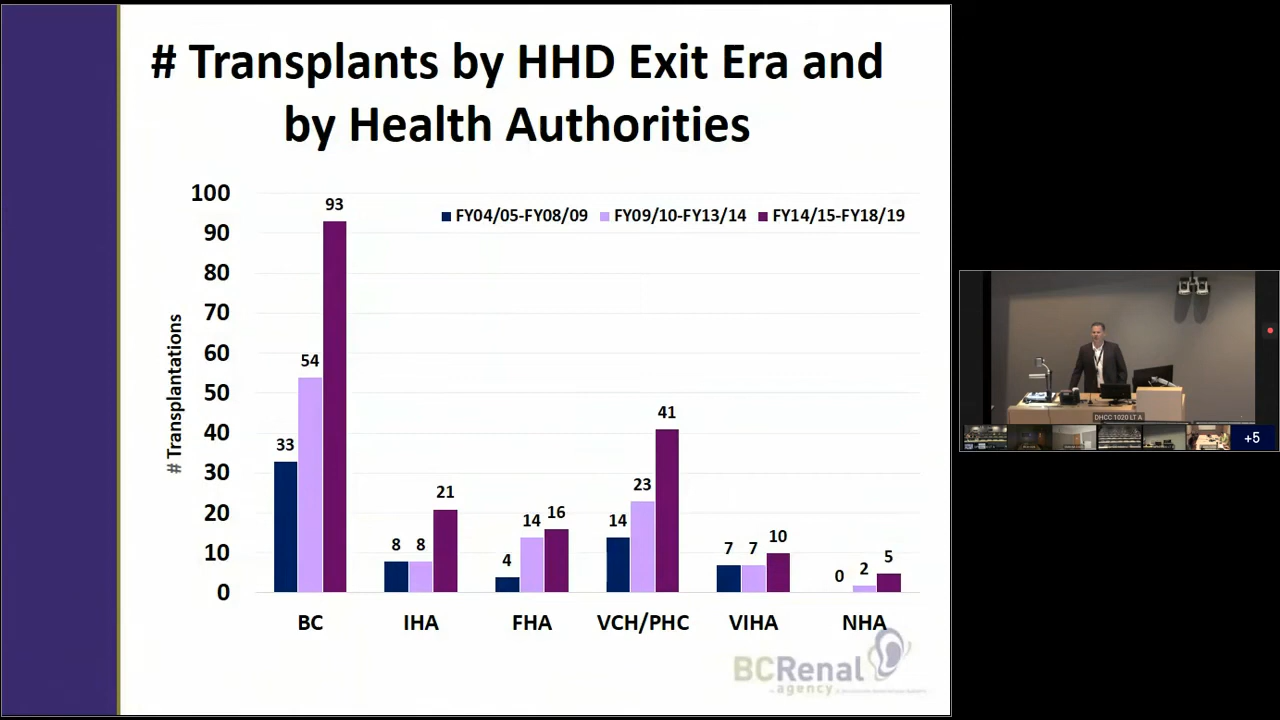 # Transplants by HHD Exit Era and
by Health Authorities
# Transplantations
100
90
80
70
60
50
40
30
20
10
0
FY04/05-FY08/09 FY09/10-FY13/14 FY14/15-FY18/19
33 54 93
8 8 21
4 14 16
14 23 41
7 7 10
0 2 5
BC IHA FHA VCH/PHC VIHA NHA
BCRenal
agency
DHCC 1020 LT A
+5